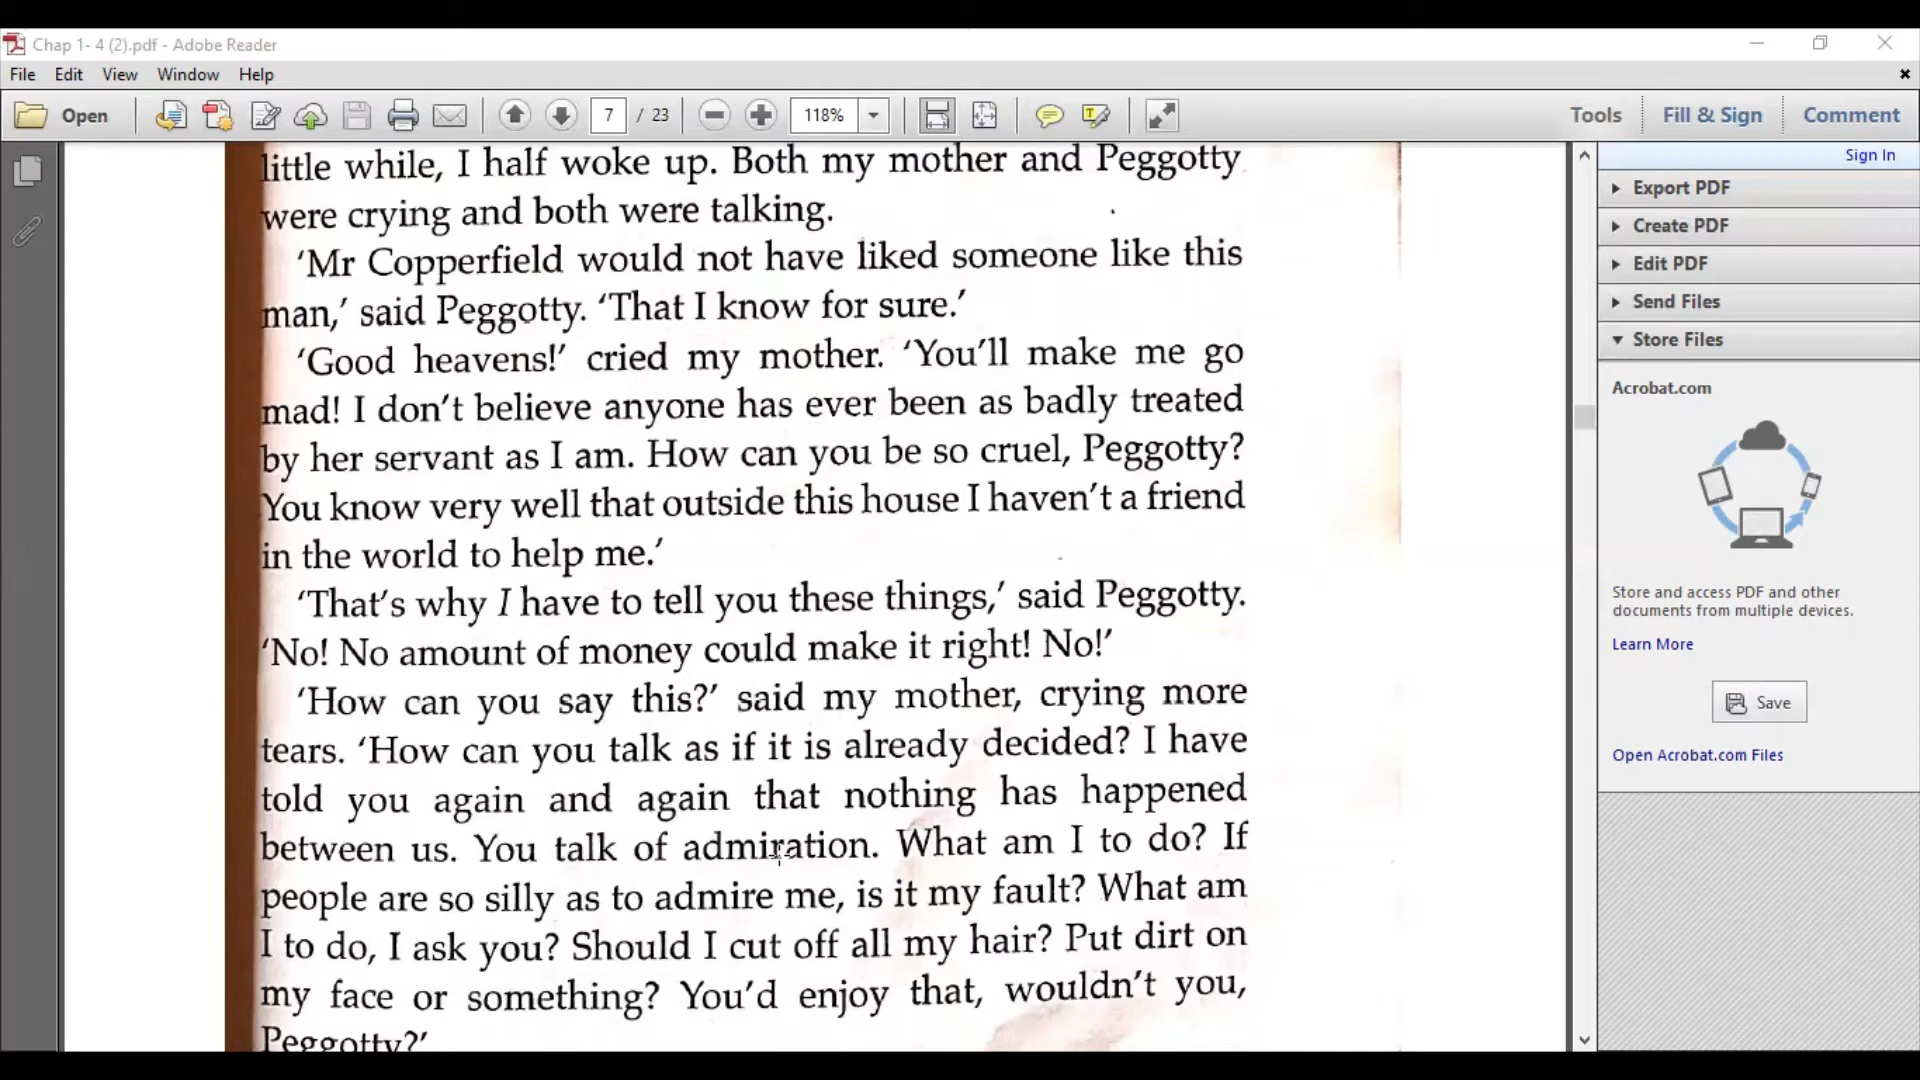 Chap 1- 4 (2).pdf - Adobe Reader
File Edit View Window Help
Open 7 / 23 118% Tools Fill & Sign Comment
Sign In
Export PDF
Create PDF
Edit PDF
Send Files
Store Files
Acrobat.com
Store and access PDF and other
documents from multiple devices.
Learn More
Save
Open Acrobat.com Files
little while, I half woke up. Both my mother and Peggotty
were crying and both were talking.
‘Mr Copperfield would not have liked someone like this
man,’ said Peggotty. ‘That I know for sure.’
‘Good heavens!’ cried my mother. ‘You’ll make me go
mad! I don’t believe anyone has ever been as badly treated
by her servant as I am. How can you be so cruel, Peggotty?
You know very well that outside this house I haven’t a friend
in the world to help me.’
‘That’s why I have to tell you these things,’ said Peggotty.
‘No! No amount of money could make it right! No!’
‘How can you say this?’ said my mother, crying more
tears. ‘How can you talk as if it is already decided? I have
told you again and again that nothing has happened
between us. You talk of admiration. What am I to do? If
people are so silly as to admire me, is it my fault? What am
I to do, I ask you? Should I cut off all my hair? Put dirt on
my face or something? You’d enjoy that, wouldn’t you,
Peggotty?’